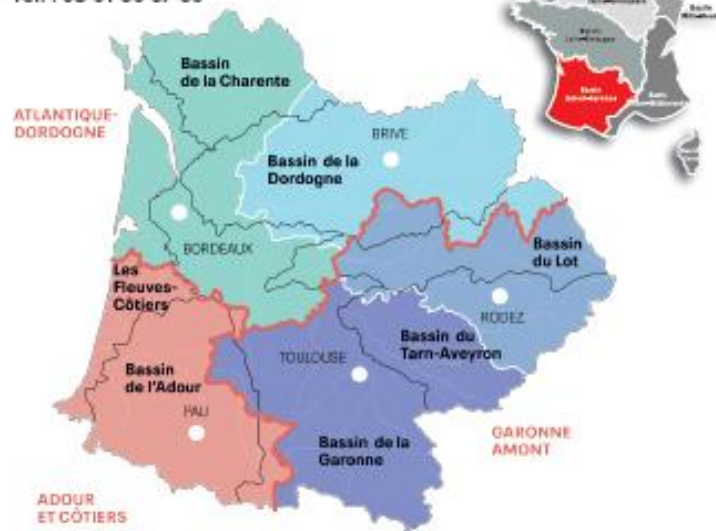 Bassin
de la Charente
ATLANTIQUE-
DORDOGNE
BRIVE
Bassin de la
Dordogne
BORDEAUX
Bassin
du Lot
Les
Fleuves-
Côtiers
RODEZ
Bassin du
Tarn-Aveyron
TOULOUSE
Bassin
de l'Adour
PAU
GARONNE
AMONT
Bassin de la
Garonne
ADOUR
ET CÔTIERS